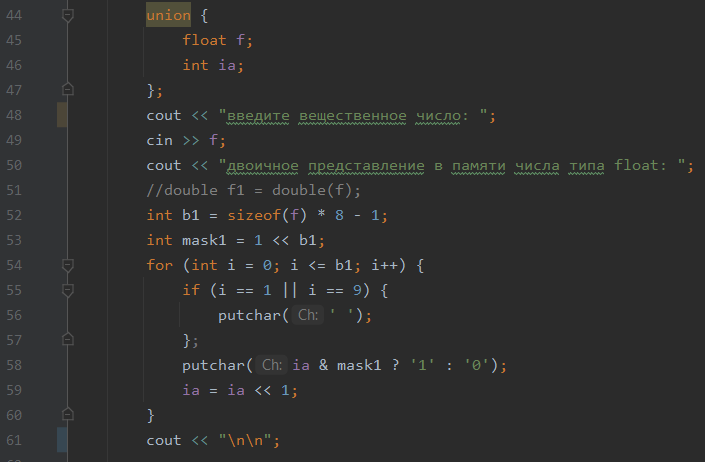 44 union {
45 float f;
46 int ia;
47 };
48 cout << "введите вещественное число: ";
49 cin >> f;
50 cout << "двоичное представление в памяти числа типа float: ";
51 //double f1 = double(f);
52 int b1 = sizeof(f) * 8 - 1;
53 int mask1 = 1 << b1;
54 for (int i = 0; i <= b1; i++) {
55 if (i == 1 || i == 9) {
56 putchar( Ch: ' ');
57 };
58 putchar( Ch: ia & mask1 ? '1' : '0');
59 ia = ia << 1;
60 }
61 cout << "\n\n";